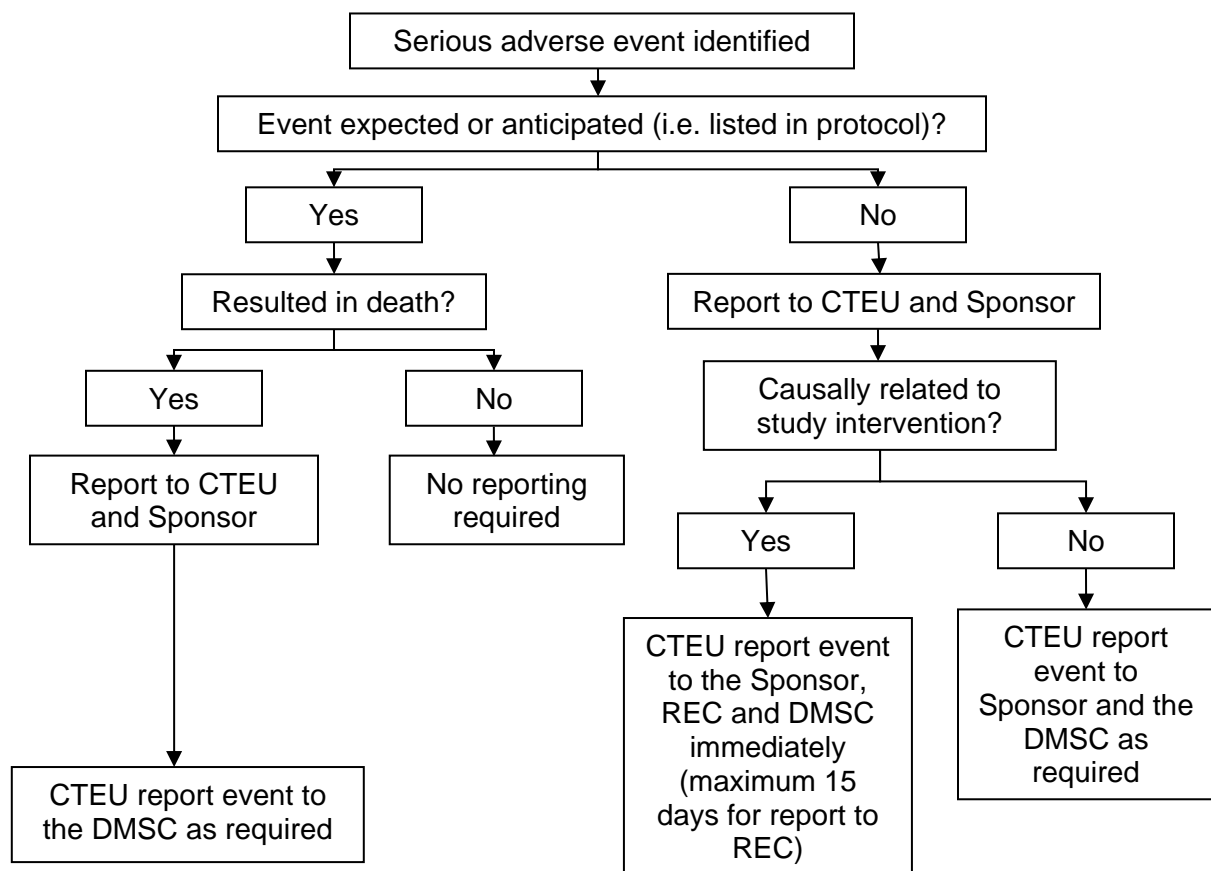 Serious adverse event identified
Event expected or anticipated (i.e. listed in protocol)?
Yes
No
Resulted in death?
Report to CTEU and Sponsor
Yes
No
Causally related to
study intervention?
Report to CTEU
and Sponsor
No reporting
required
Yes
No
CTEU report event to
the DMSC as required
CTEU report event
to the Sponsor,
REC and DMSC
immediately
(maximum 15
days for report to
REC)
CTEU report
event to
Sponsor and the
DMSC as
required